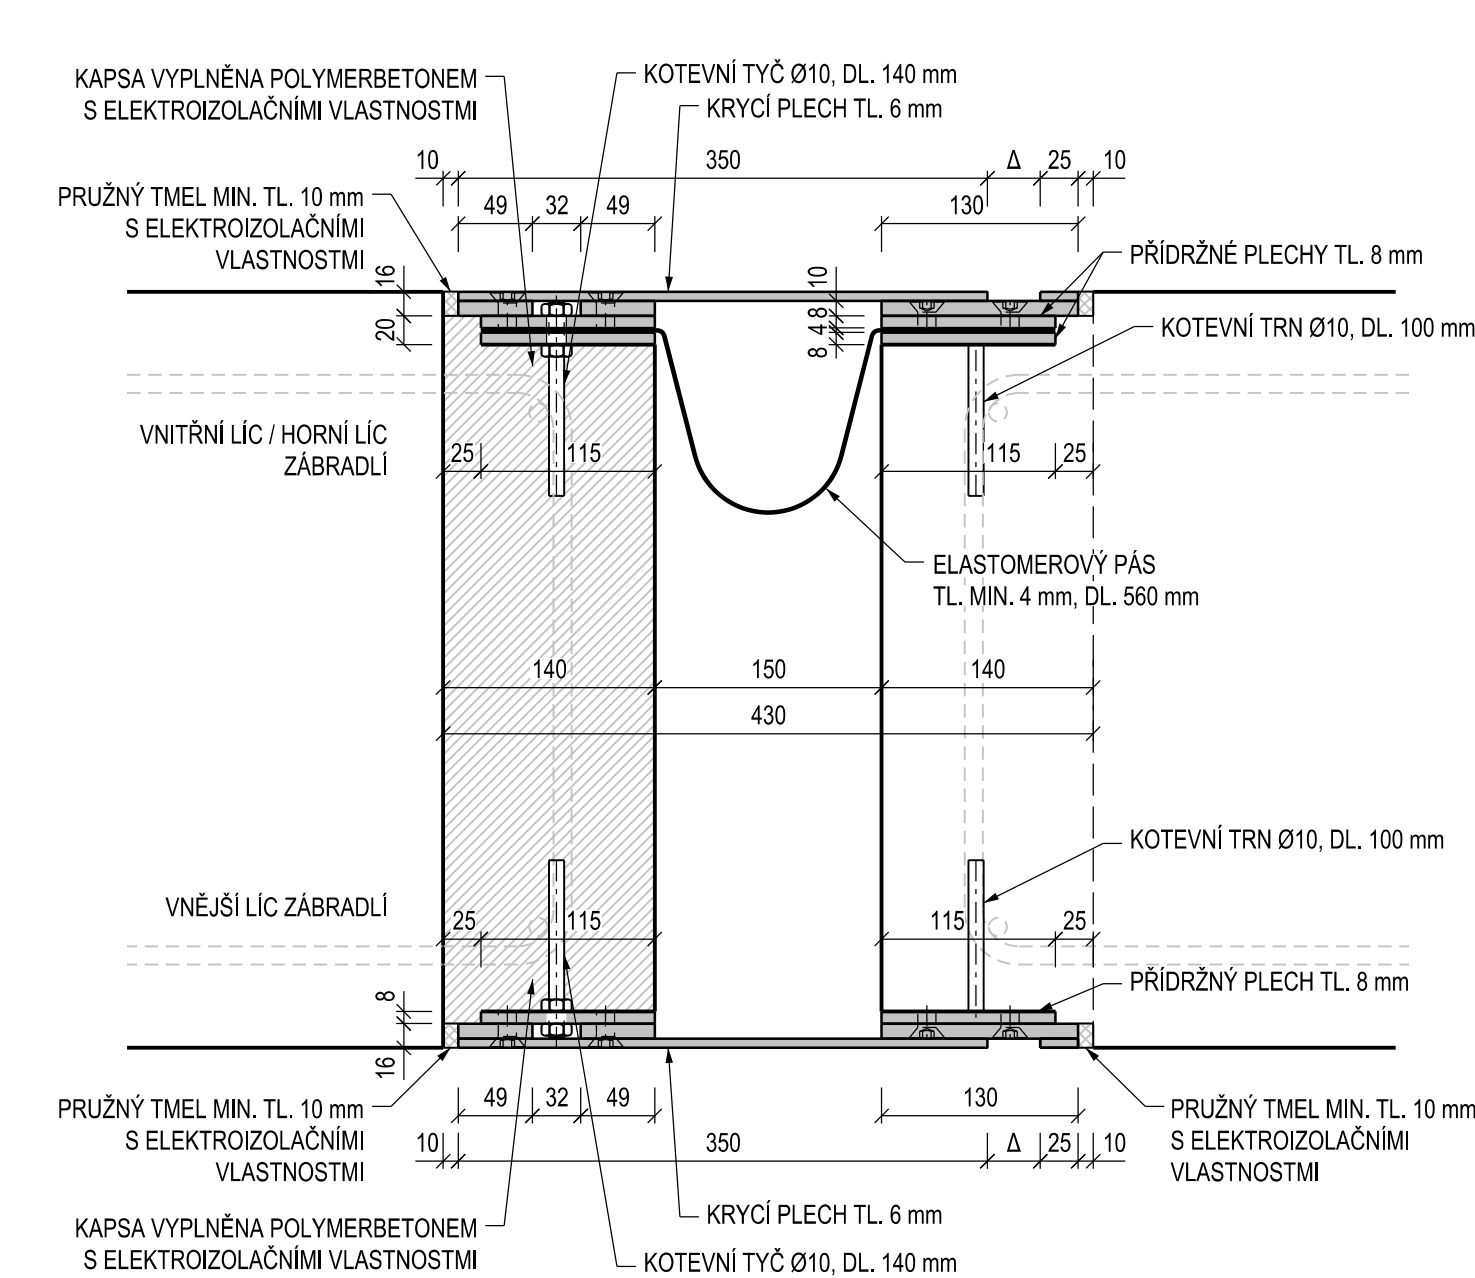 KAPSA VYPLNĚNA POLYMERBETONEM
S ELEKTROIZOLAČNÍMI VLASTNOSTMI
KOTEVNÍ TYČ Ø10, DL. 140 mm
KRYCÍ PLECH TL. 6 mm
10
350
Δ
25
10
PRUŽNÝ TMEL MIN. TL. 10 mm
S ELEKTROIZOLAČNÍMI
VLASTNOSTMI
49
32
49
130
PŘÍDRŽNÉ PLECHY TL. 8 mm
16
20
10
8
4
8
KOTEVNÍ TRN Ø10, DL. 100 mm
VNITŘNÍ LÍC / HORNÍ LÍC
ZÁBRADLÍ
25
115
115
25
ELASTOMEROVÝ PÁS
TL. MIN. 4 mm, DL. 560 mm
140
150
140
430
KOTEVNÍ TRN Ø10, DL. 100 mm
VNĚJŠÍ LÍC ZÁBRADLÍ
25
115
115
25
PŘÍDRŽNÝ PLECH TL. 8 mm
8
16
49
32
49
130
PRUŽNÝ TMEL MIN. TL. 10 mm
S ELEKTROIZOLAČNÍMI
VLASTNOSTMI
10
350
Δ
25
10
PRUŽNÝ TMEL MIN. TL. 10 mm
S ELEKTROIZOLAČNÍMI
VLASTNOSTMI
KAPSA VYPLNĚNA POLYMERBETONEM
S ELEKTROIZOLAČNÍMI VLASTNOSTMI
KRYCÍ PLECH TL. 6 mm
KOTEVNÍ TYČ Ø10, DL. 140 mm